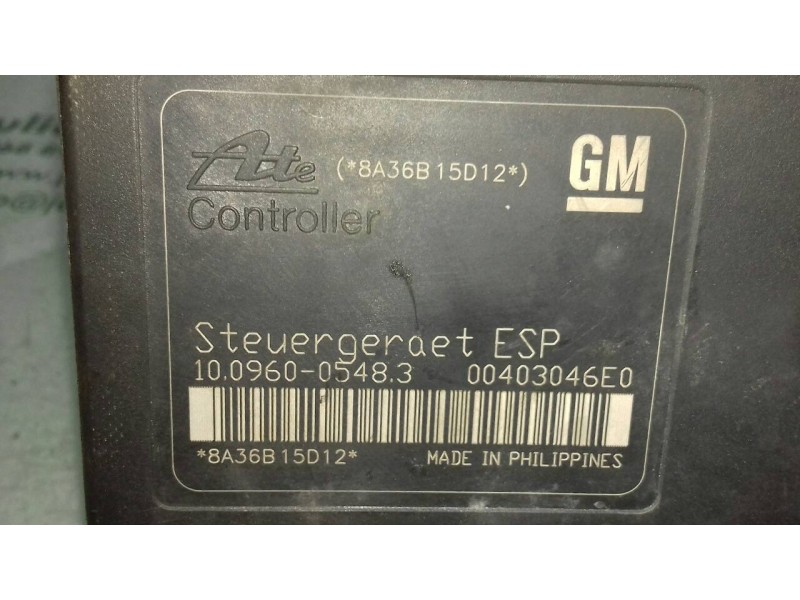 Ate (*8A36B15D12*) GM
Controller
Steuergeraet ESP
10.0960-0548.3 00403046E0
*8A36B15D12* MADE IN PHILIPPINES